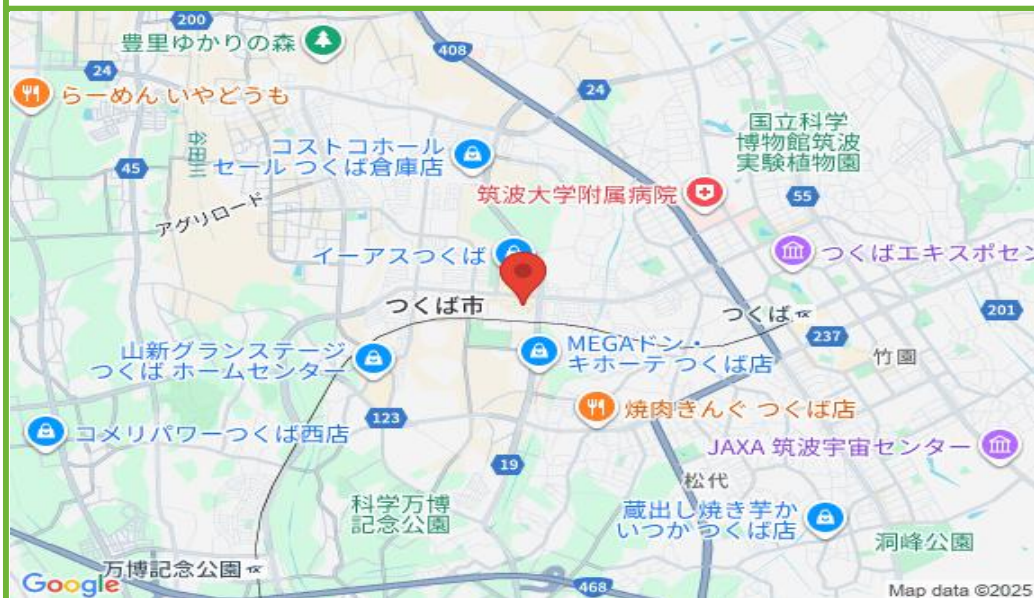 200
豊里ゆかりの森
408
24
らーめん いやどうも
24
国立科学
博物館筑波
実験植物園
谷田川
コストコホール
セール つくば倉庫店
45
筑波大学附属病院
55
アグリロード
イーアスつくば
つくばエキスポセン
つくば市
つくば
201
237
山新グランステージ
つくば ホームセンター
MEGAドン・
キホーテ つくば店
竹園
123
焼肉きんぐ つくば店
コメリパワーつくば西店
JAXA 筑波宇宙センター
19
松代
科学万博
記念公園
蔵出し焼き芋か
いつか つくば店
洞峰公園
万博記念公園
Google
468
Map data ©2025